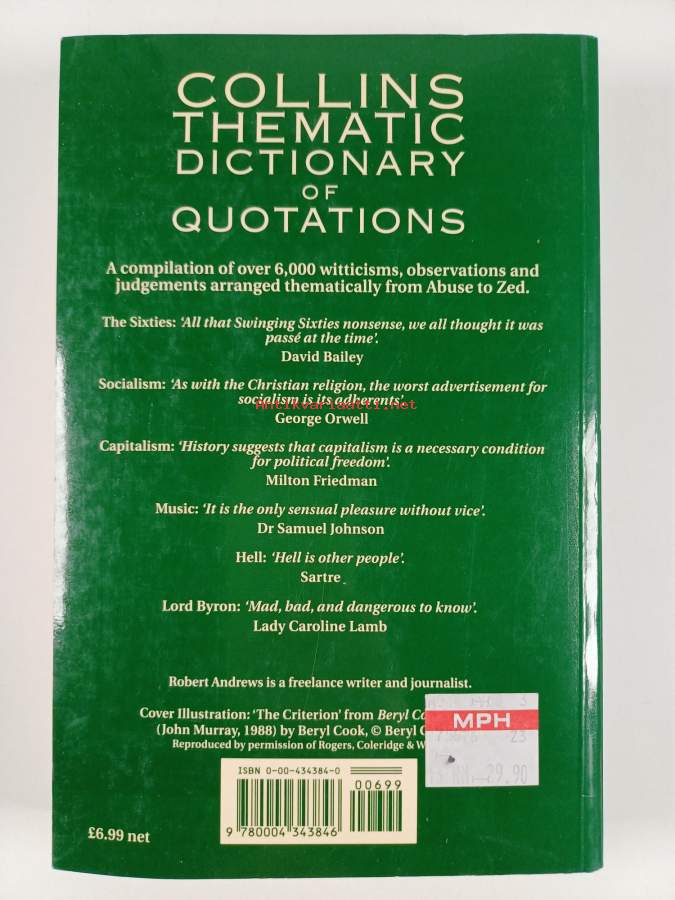 COLLINS
THEMATIC
DICTIONARY
OF
QUOTATIONS
A compilation of over 6,000 witticisms, observations and
judgements arranged thematically from Abuse to Zed.
The Sixties: ‘All that Swinging Sixties nonsense, we all thought it was
passé at the time’.
David Bailey
Socialism: ‘As with the Christian religion, the worst advertisement for
socialism is its adherents’.
antikvariaatti.net
George Orwell
Capitalism: ‘History suggests that capitalism is a necessary condition
for political freedom’.
Milton Friedman
Music: ‘It is the only sensual pleasure without vice’.
Dr Samuel Johnson
Hell: ‘Hell is other people’.
Sartre
Lord Byron: ‘Mad, bad, and dangerous to know’.
Lady Caroline Lamb
Robert Andrews is a freelance writer and journalist.
Cover Illustration: ‘The Criterion’ from Beryl
(John Murray, 1988) by Beryl Cook, © Beryl
Reproduced by permission of Rogers, Coleridge &
MPH
23
29.90
ISBN 0-00-434384-0
00699
9 780004 343846
£6.99 net